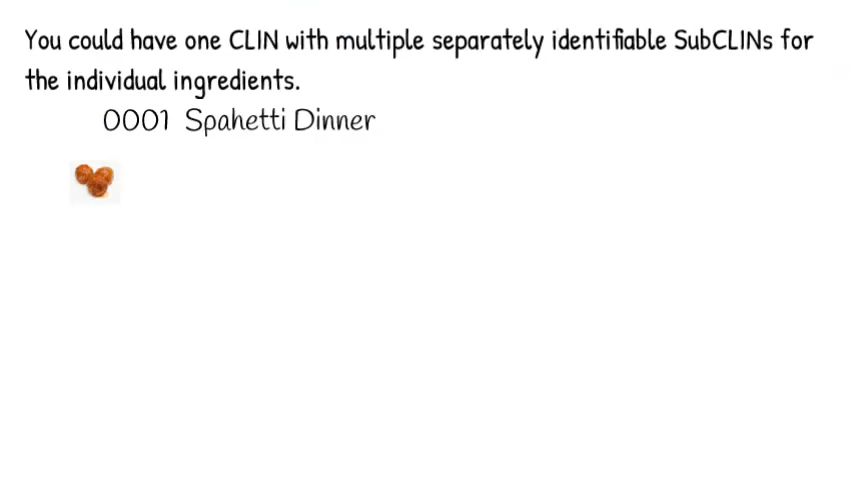 You could have one CLIN with multiple separately identifiable SubCLINs for
the individual ingredients.
0001 Spahetti Dinner